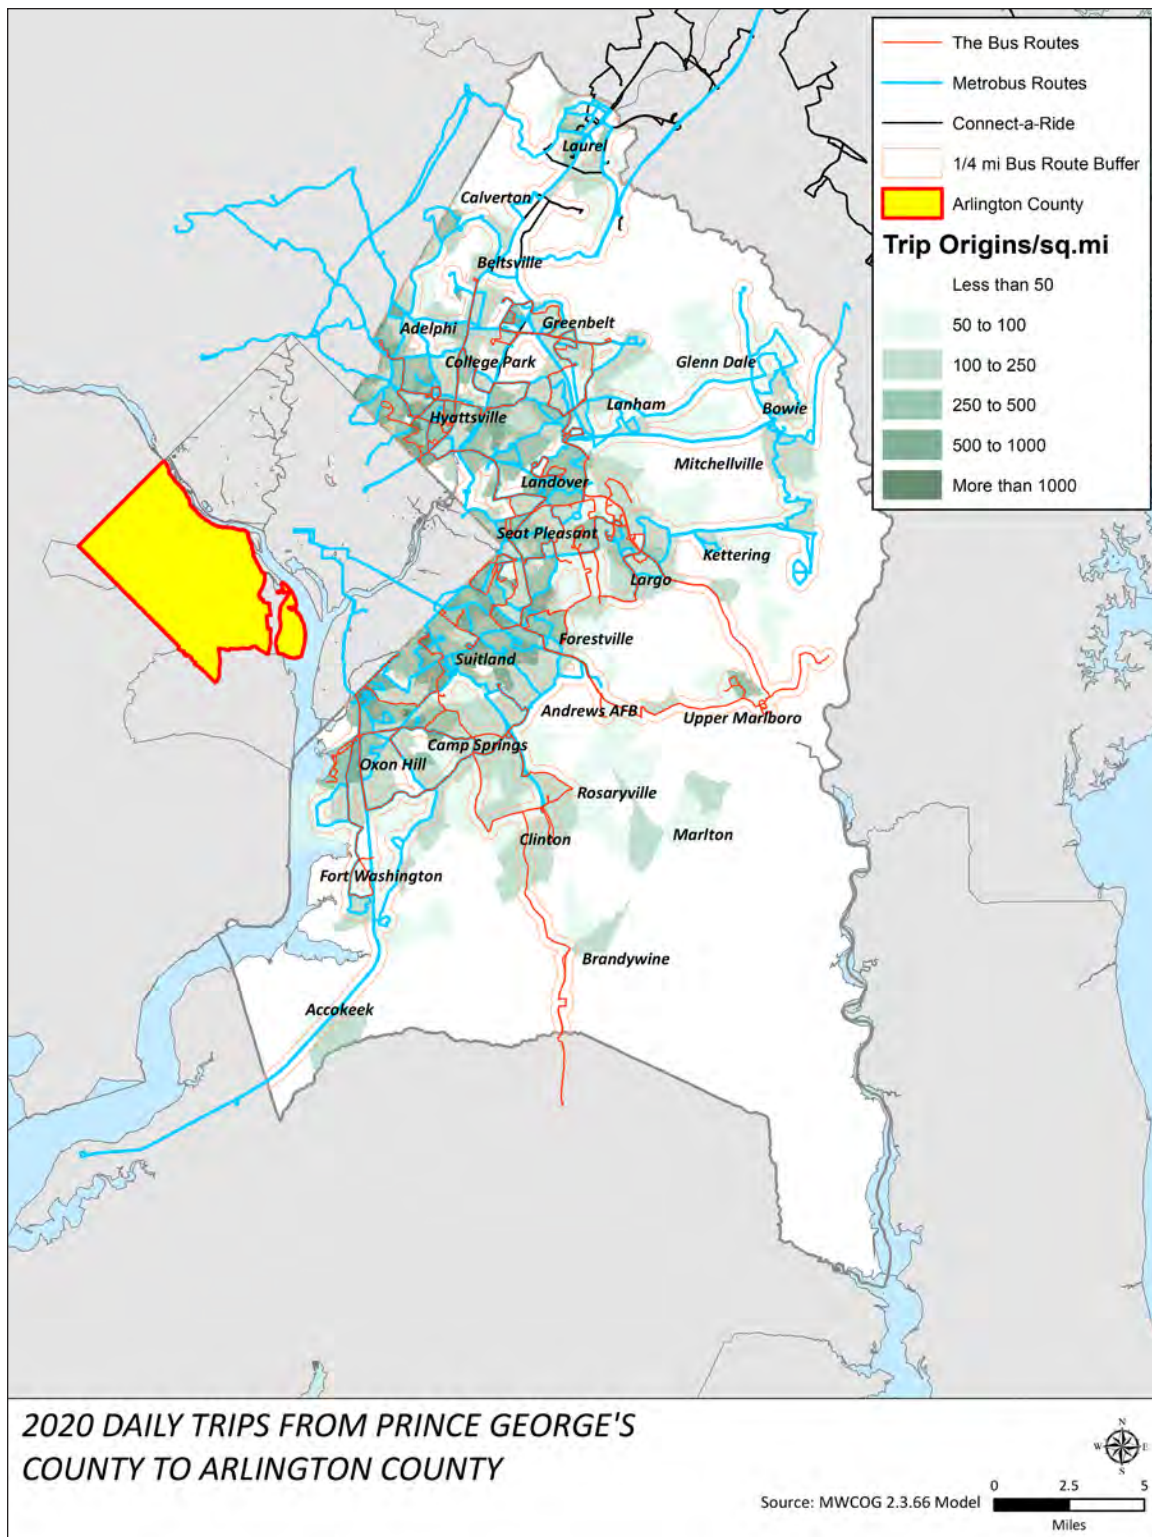 The Bus Routes
Metrobus Routes
Connect-a-Ride
1/4 mi Bus Route Buffer
Arlington County
Trip Origins/sq.mi
Less than 50
50 to 100
100 to 250
250 to 500
500 to 1000
More than 1000
Laurel
Calverton
Beltsville
Adelphi
Greenbelt
College Park
Glenn Dale
Hyattsville
Lanham
Bowie
Mitchellville
Landover
Seat Pleasant
Kettering
Largo
Forestville
Suitland
Andrews AFB
Upper Marlboro
Camp Springs
Oxon Hill
Rosaryville
Marlton
Clinton
Fort Washington
Brandywine
Accokeek
2020 DAILY TRIPS FROM PRINCE GEORGE'S
COUNTY TO ARLINGTON COUNTY
N
W E
S
Source: MWCOG 2.3.66 Model
0 2.5 5
Miles